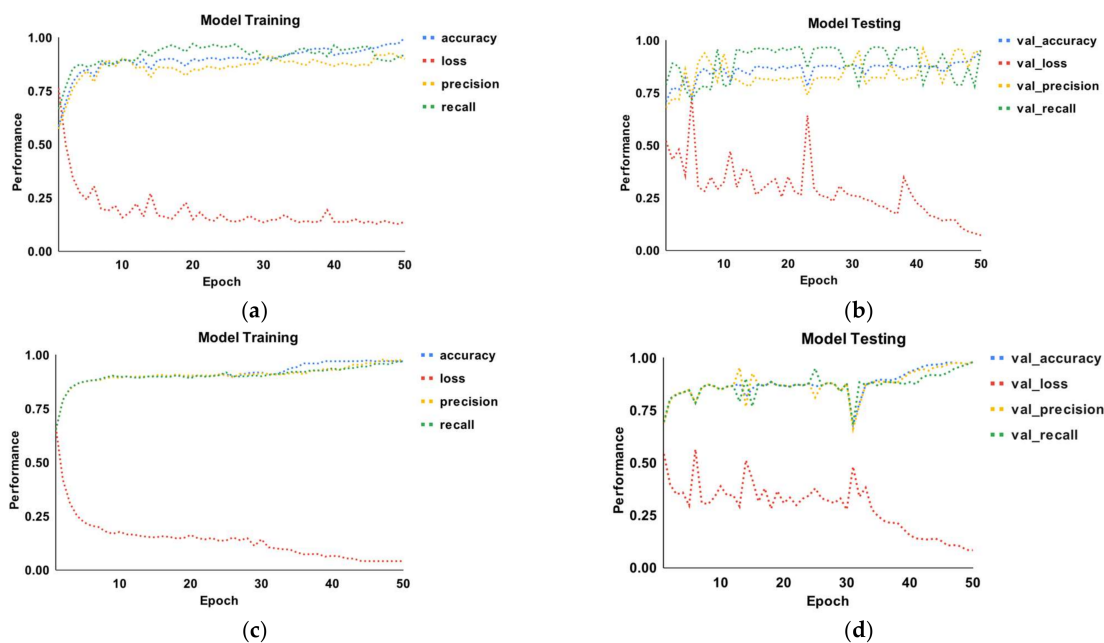 Model Training
1.00
0.75
0.50
0.25
0.00
Performance
10 20 30 40 50
Epoch
accuracy
loss
precision
recall
(a)
Model Testing
1.00
0.75
0.50
0.25
0.00
Performance
10 20 30 40 50
Epoch
val_accuracy
val_loss
val_precision
val_recall
(b)
Model Training
1.00
0.75
0.50
0.25
0.00
Performance
10 20 30 40 50
Epoch
accuracy
loss
precision
recall
(c)
Model Testing
1.00
0.75
0.50
0.25
0.00
Performance
10 20 30 40 50
Epoch
val_accuracy
val_loss
val_precision
val_recall
(d)